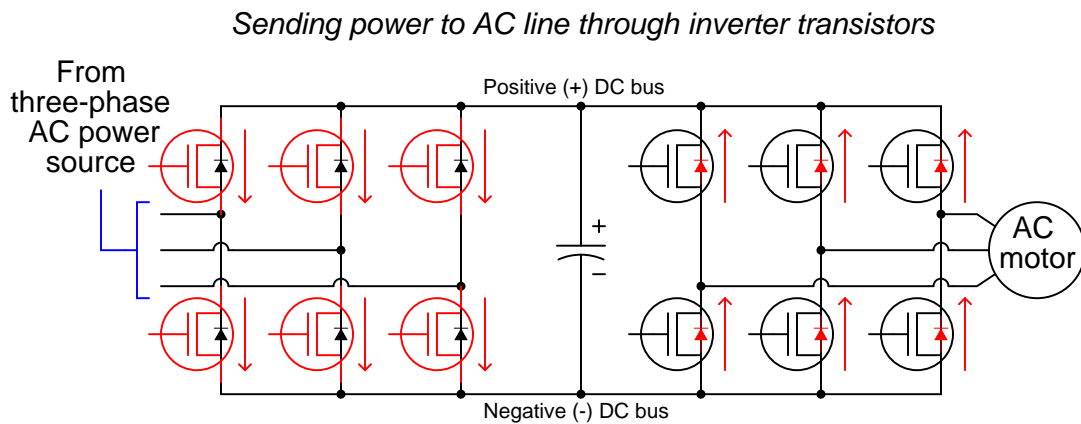 Sending power to AC line through inverter transistors
From
three-phase
AC power
source
Positive (+) DC bus
+
−
AC
motor
Negative (-) DC bus